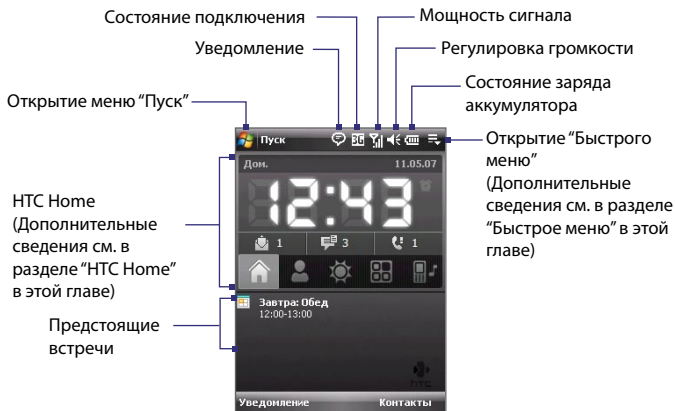 Состояние подключения
Мощность сигнала
Уведомление
Регулировка громкости
Открытие меню “Пуск”
Состояние заряда
аккумулятора
Открытие “Быстрого
меню”
(Дополнительные
сведения см. в разделе
“Быстрое меню” в этой
главе)
HTC Home
(Дополнительные
сведения см. в
разделе “HTC Home”
в этой главе)
Предстоящие
встречи
Пуск
3G
Дом.
11.05.07
12:43
1
3
1
Завтра: Обед
12:00-13:00
hTC
Уведомление
Контакты